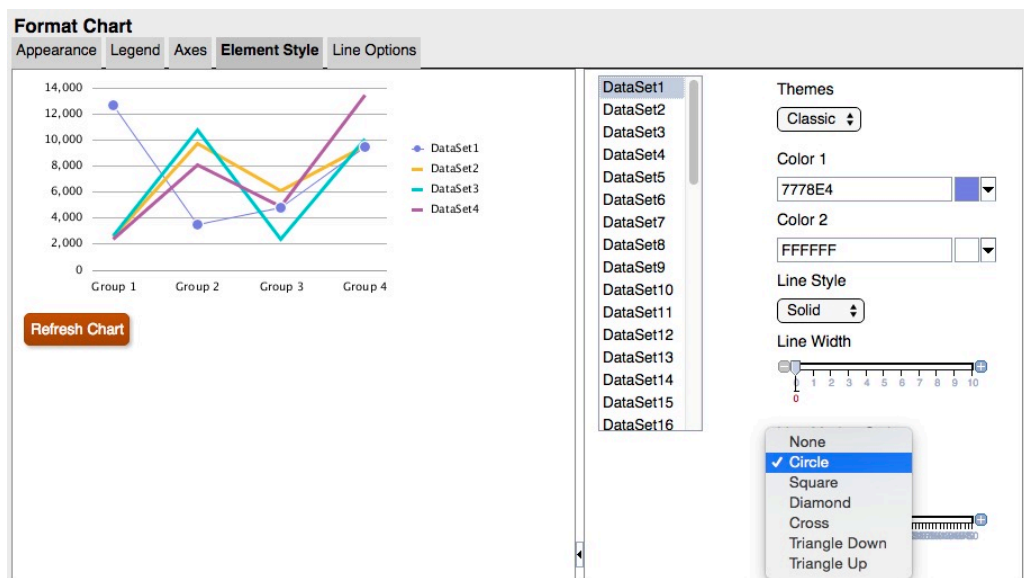 Format Chart
Appearance Legend Axes Element Style Line Options
14,000
12,000
10,000
8,000
6,000
4,000
2,000
0
Group 1 Group 2 Group 3 Group 4
DataSet1
DataSet2
DataSet3
DataSet4
Refresh Chart
DataSet1
DataSet2
DataSet3
DataSet4
DataSet5
DataSet6
DataSet7
DataSet8
DataSet9
DataSet10
DataSet11
DataSet12
DataSet13
DataSet14
DataSet15
DataSet16
Themes
Classic
Color 1
7778E4
Color 2
FFFFFF
Line Style
Solid
Line Width
0 1 2 3 4 5 6 7 8 9 10
0
None
✓ Circle
Square
Diamond
Cross
Triangle Down
Triangle Up